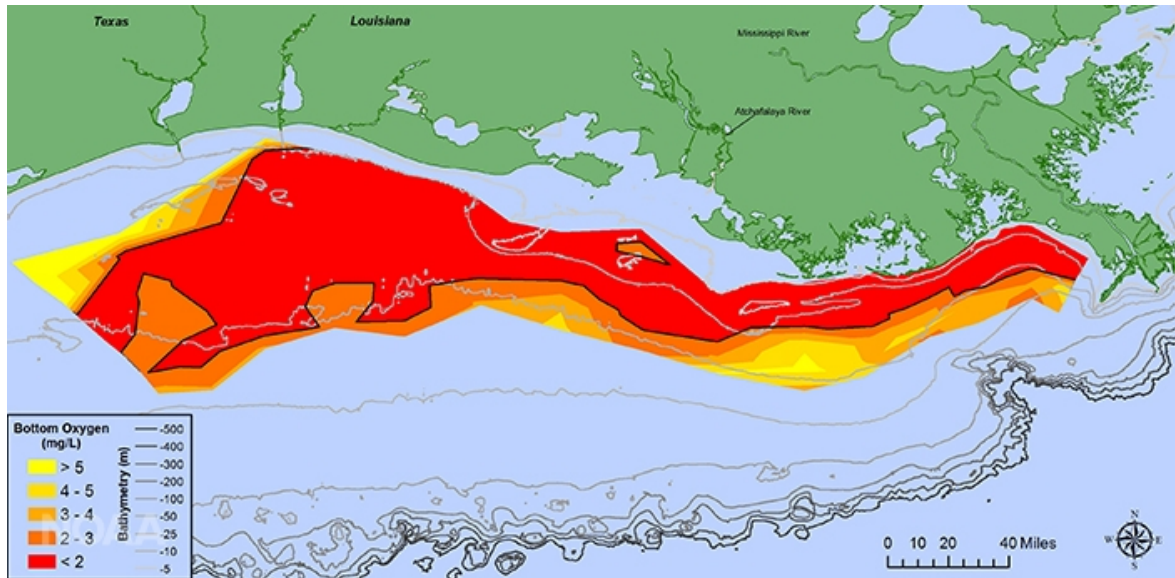 Texas
Louisiana
Mississippi River
Atchafalaya River
Bottom Oxygen
(mg/L)
> 5
4 - 5
3 - 4
2 - 3
< 2
Bathymetry (m)
-500
-400
-300
-200
-100
-50
-25
-10
-5
NOAA
0 10 20 40 Miles
N
W E
S